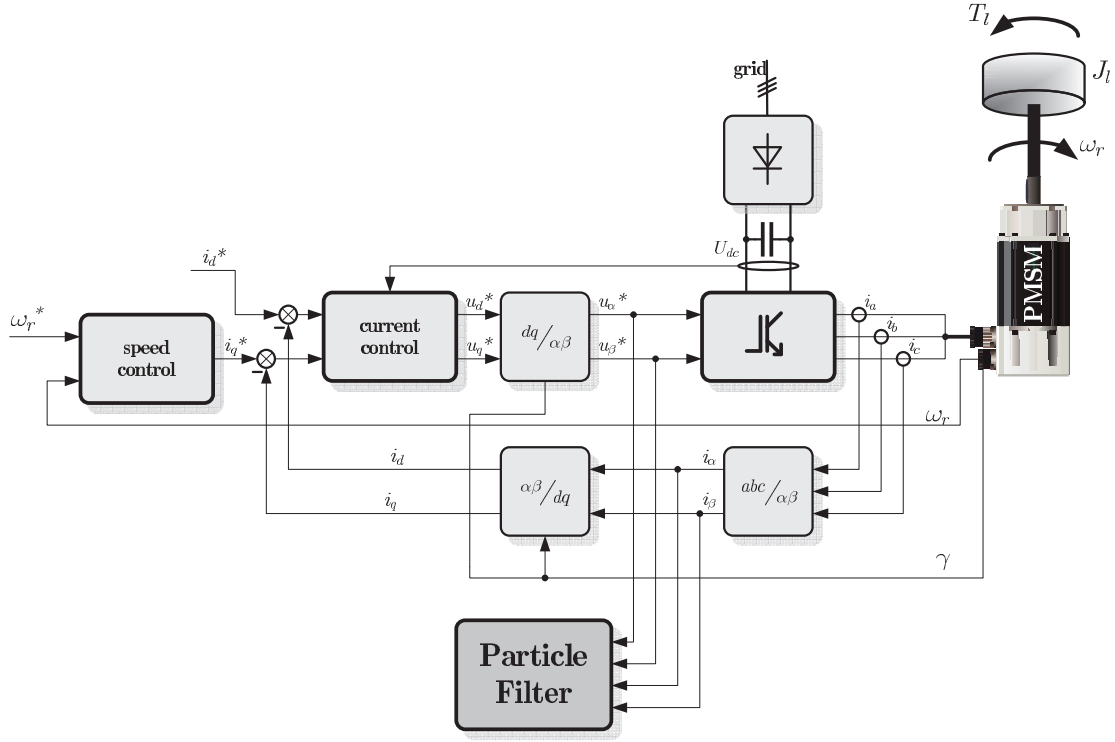 T_l
grid
J_l
ω_r
PMSM
U_dc
i_d*
i_a
u_d*
u_α*
ω_r*
current
control
dq/αβ
i_b
speed
control
i_q*
u_q*
u_β*
i_c
ω_r
i_d
i_α
αβ/dq
abc/αβ
i_q
i_β
γ
Particle
Filter